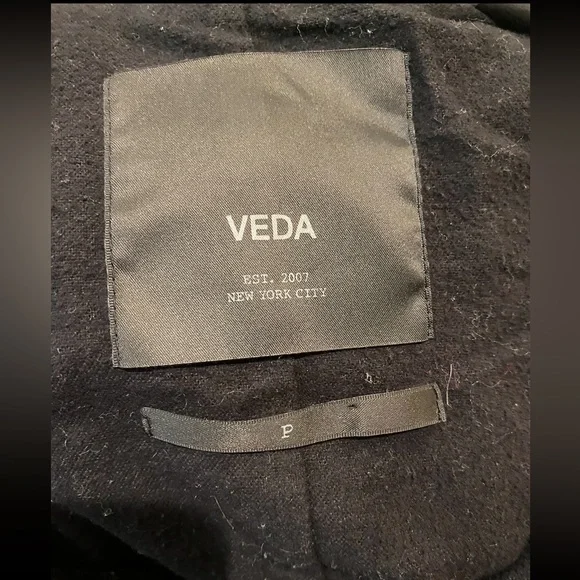 VEDA
EST. 2007
NEW YORK CITY
P